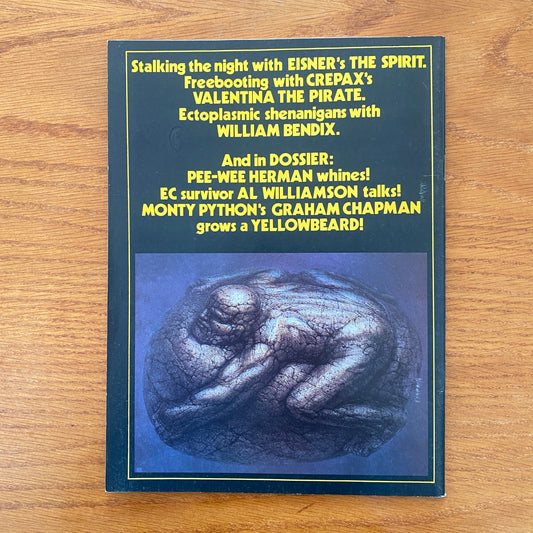 Stalking the night with EISNER's THE SPIRIT.
Freebooting with CREPAX's
VALENTINA THE PIRATE.
Ectoplasmic shenanigans with
WILLIAM BENDIX.
And in DOSSIER:
PEE-WEE HERMAN whines!
EC survivor AL WILLIAMSON talks!
MONTY PYTHON's GRAHAM CHAPMAN
grows a YELLOWBEARD!